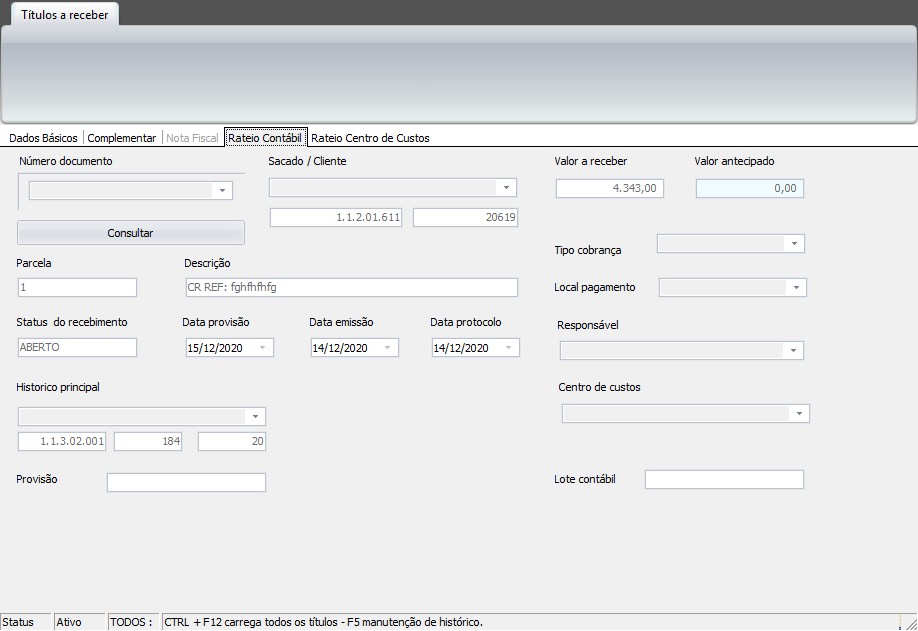 Títulos a receber
Dados Básicos Complementar Nota Fiscal Rateio Contábil Rateio Centro de Custos
Número documento Sacado / Cliente Valor a receber Valor antecipado
4.343,00 0,00
1.1.2.01.611 20619
Consultar
Tipo cobrança
Parcela Descrição
1 CR REF: fghfhfhfg Local pagamento
Status do recebimento Data provisão Data emissão Data protocolo Responsável
ABERTO 15/12/2020 14/12/2020 14/12/2020
Historico principal Centro de custos
1.1.3.02.001 184 20
Provisão Lote contábil
Status Ativo TODOS : CTRL + F12 carrega todos os títulos - F5 manutenção de histórico.